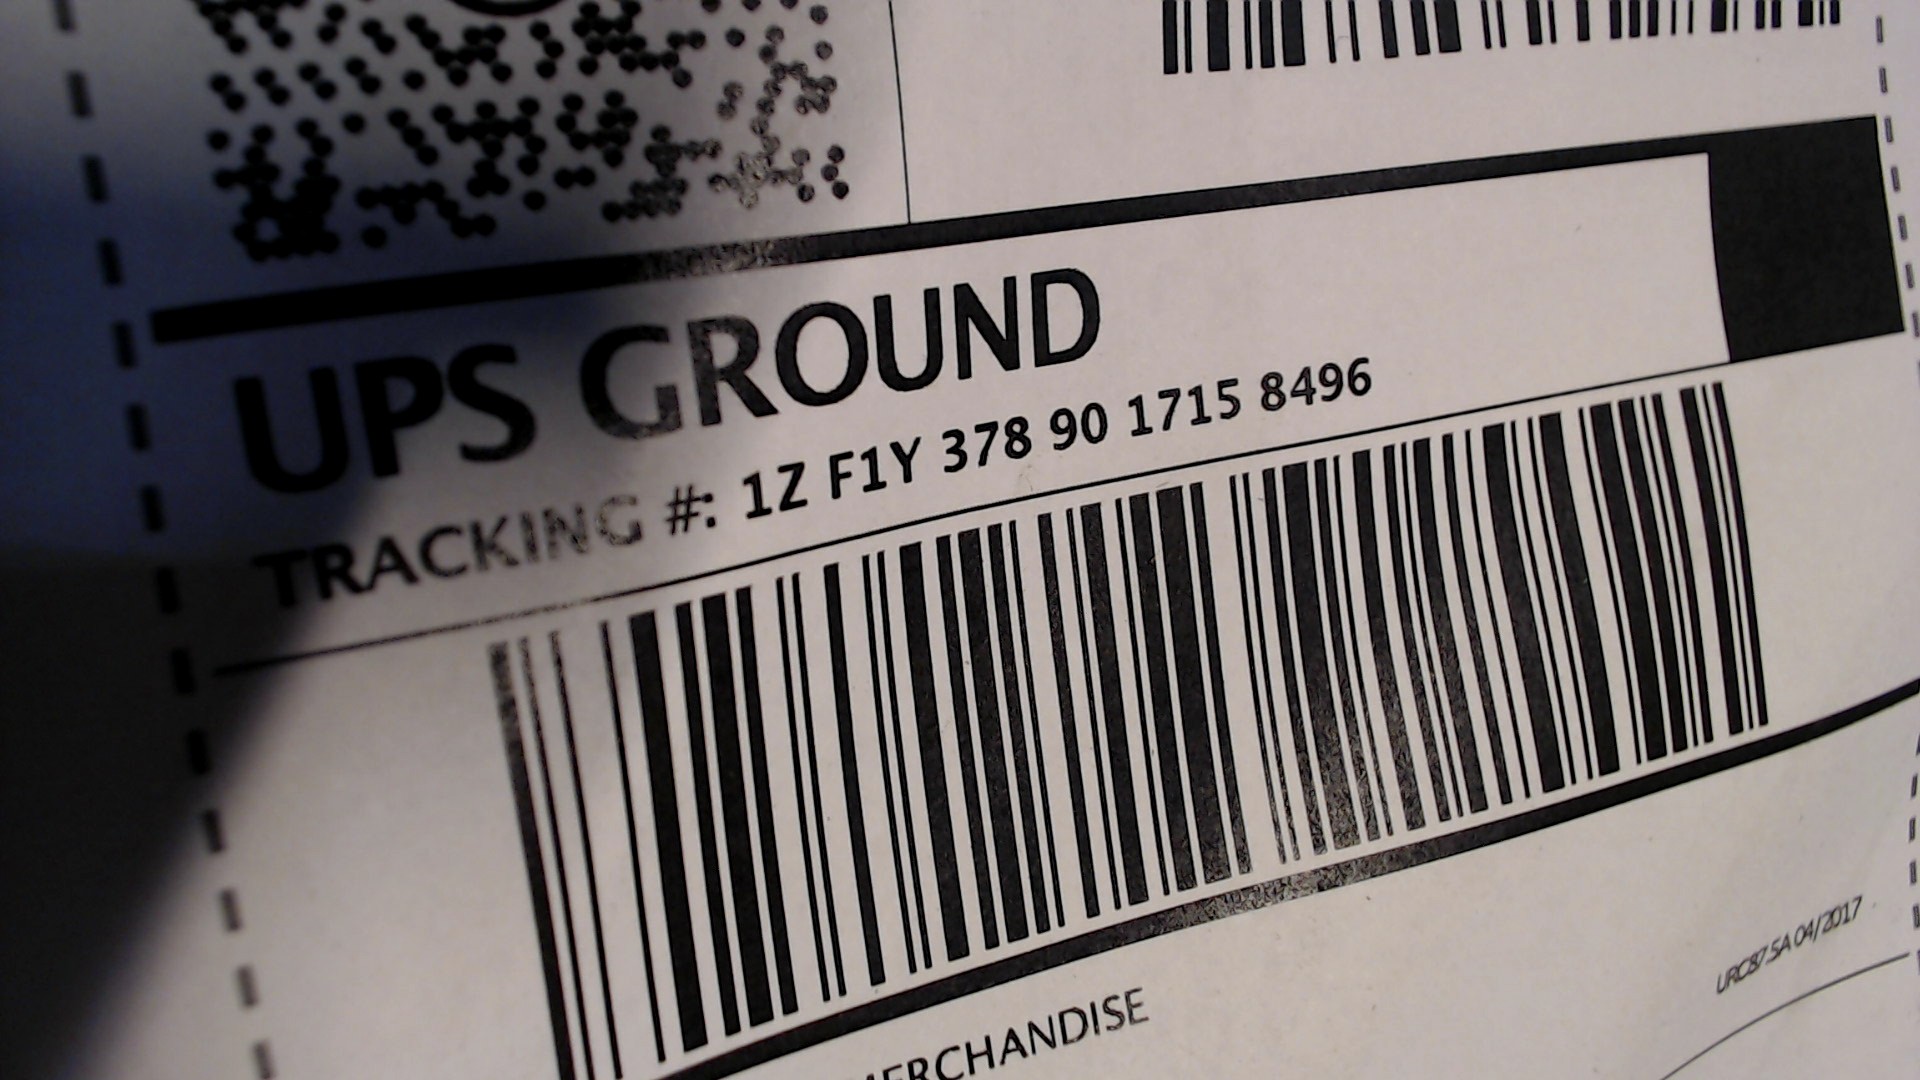 UPS GROUND
TRACKING #: 1Z F1Y 378 90 1715 8496
MERCHANDISE
URC87.5A 04/2017